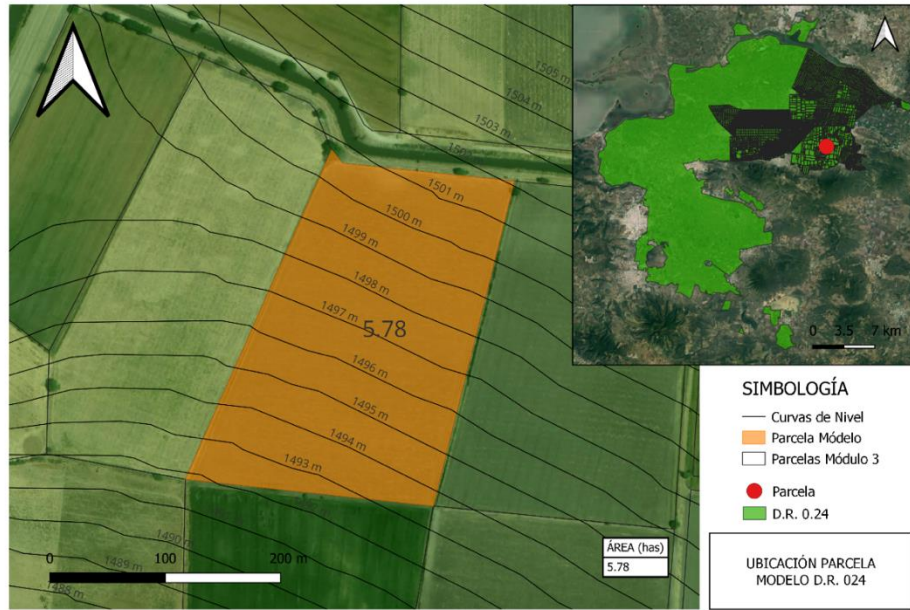 1505 m
1504 m
1503 m
1501 m
1500 m
1499 m
1498 m
1497 m
5.78
1496 m
1495 m
1494 m
1493 m
1490 m
1489 m
1488 m
0 100 200 m
ÁREA (has)
5.78
0 3.5 7 km
SIMBOLOGÍA
Curvas de Nivel
Parcela Módelo
Parcelas Módulo 3
Parcela
D.R. 0.24
UBICACIÓN PARCELA
MODELO D.R. 024